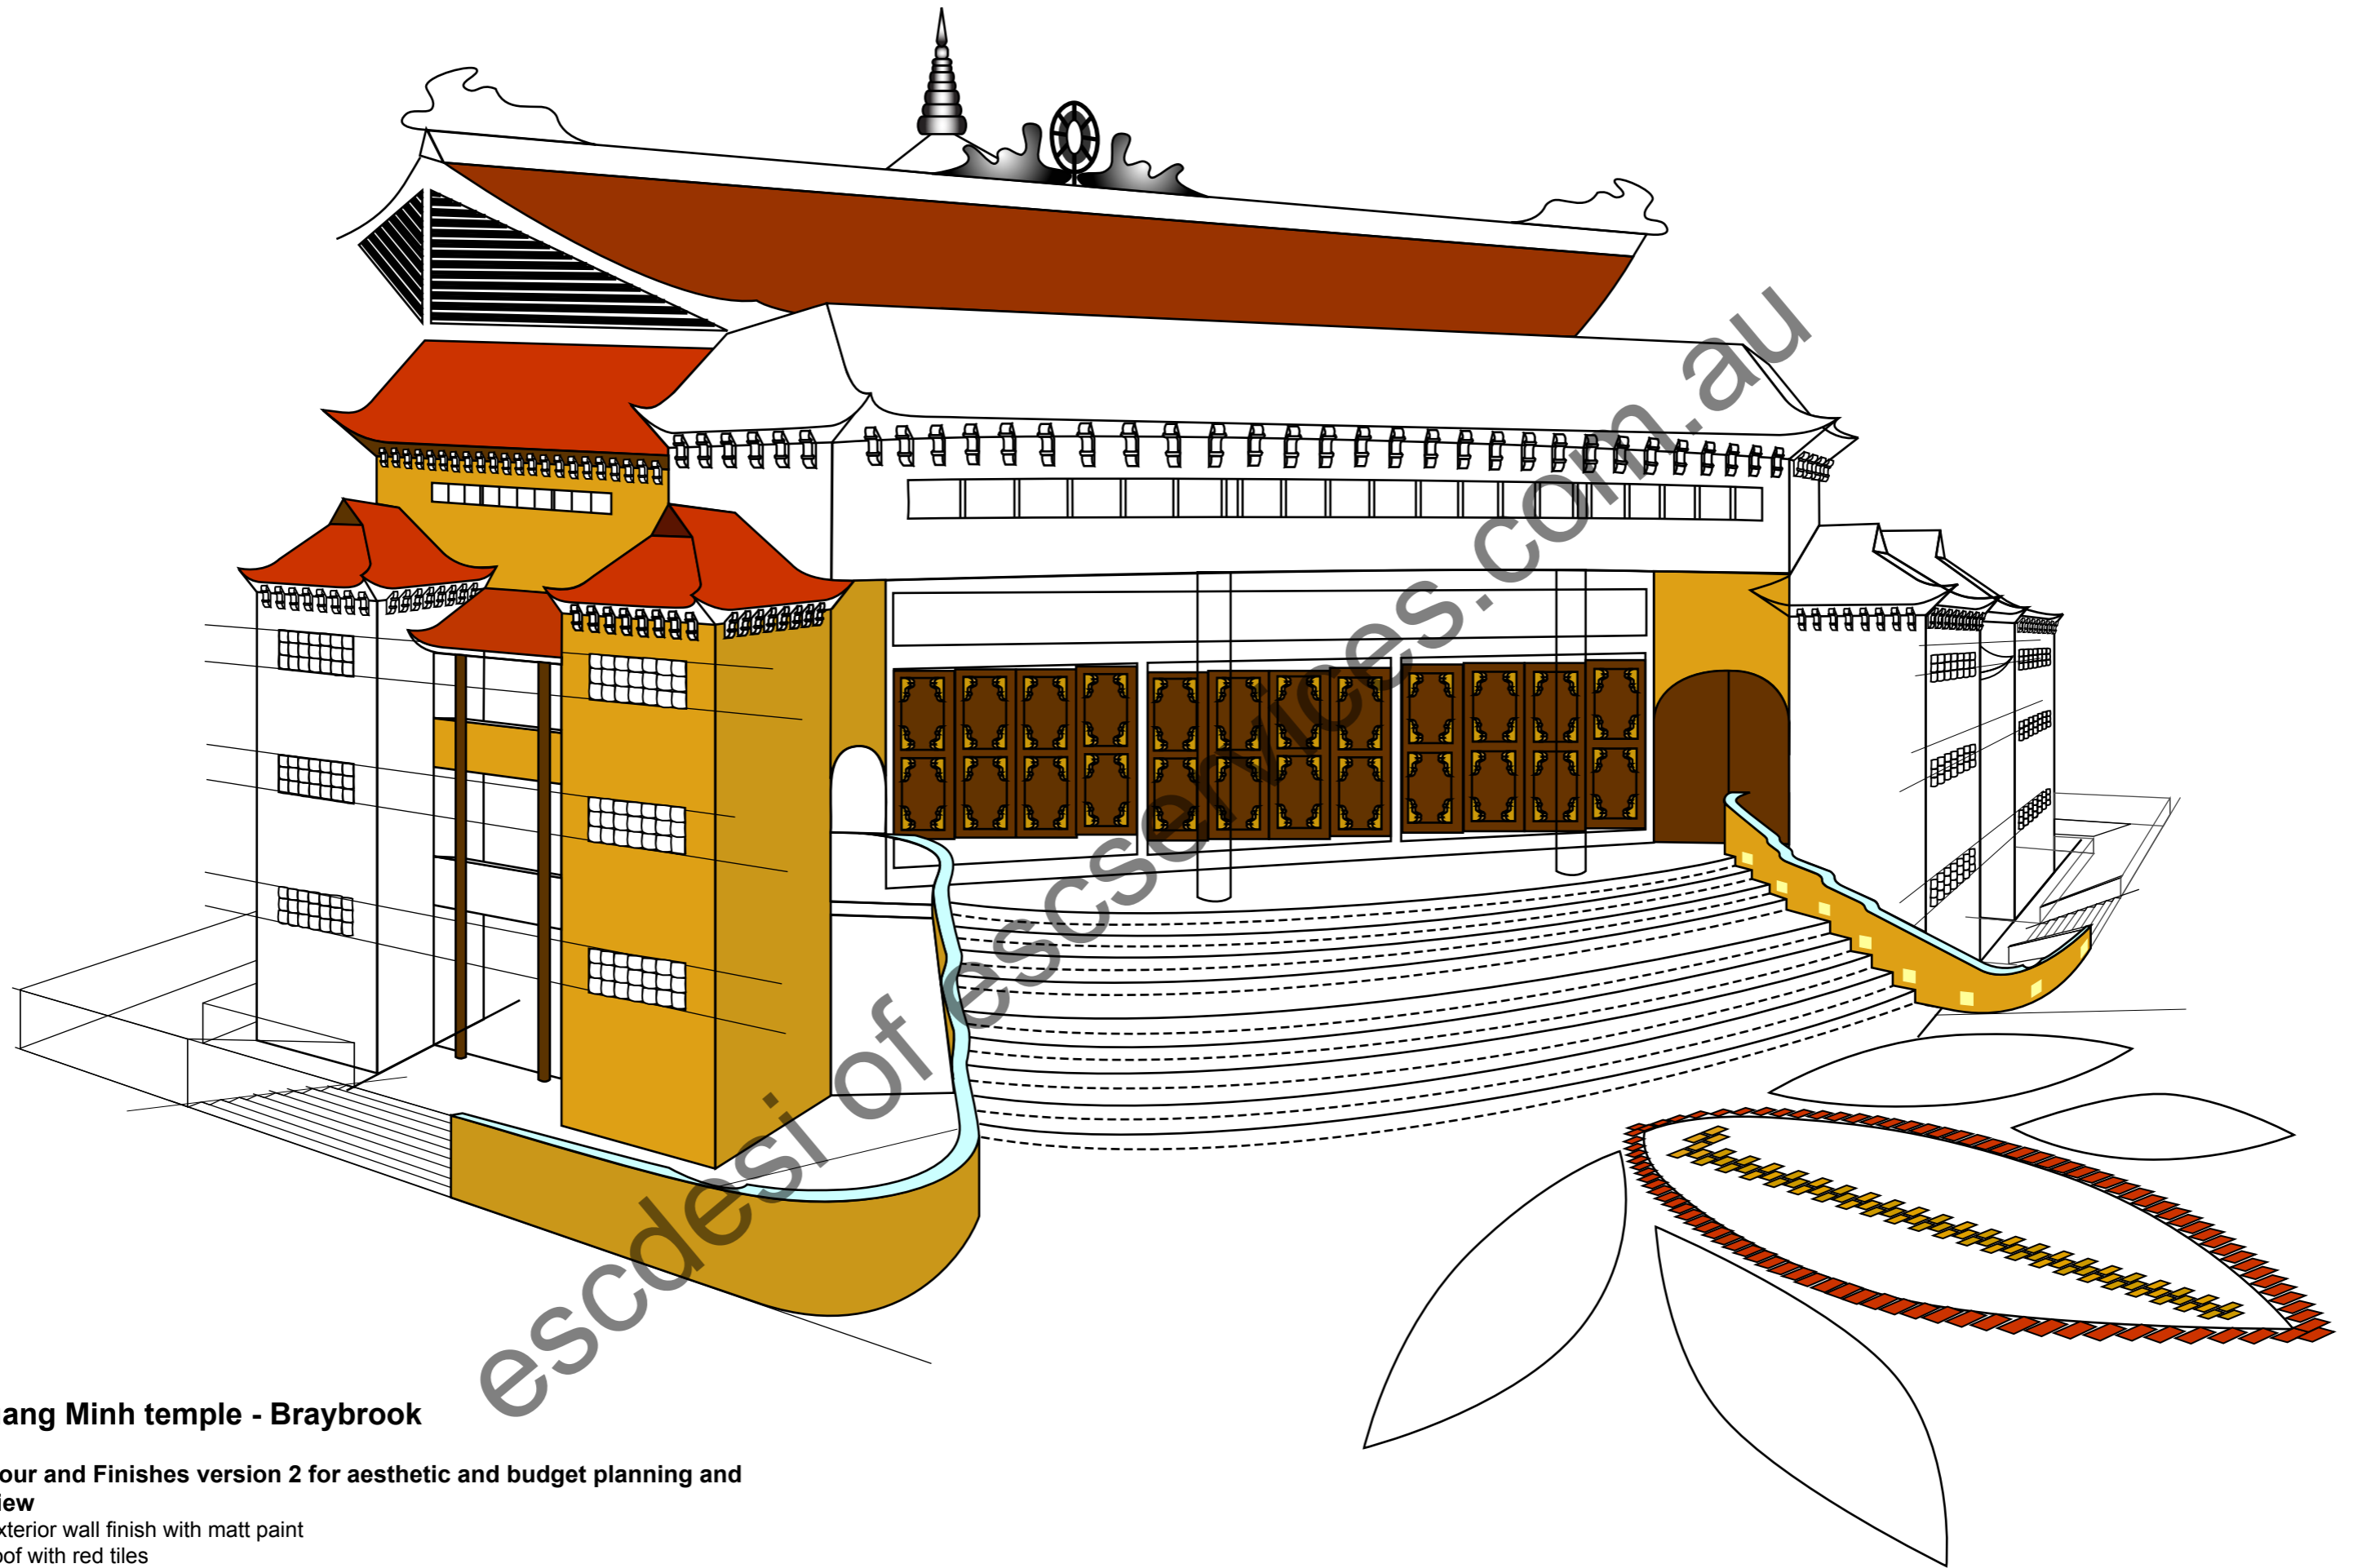 ang Minh temple - Braybrook
our and Finishes version 2 for aesthetic and budget planning and
iew
xterior wall finish with matt paint
oof with red tiles
escdesi of escservices.com.au